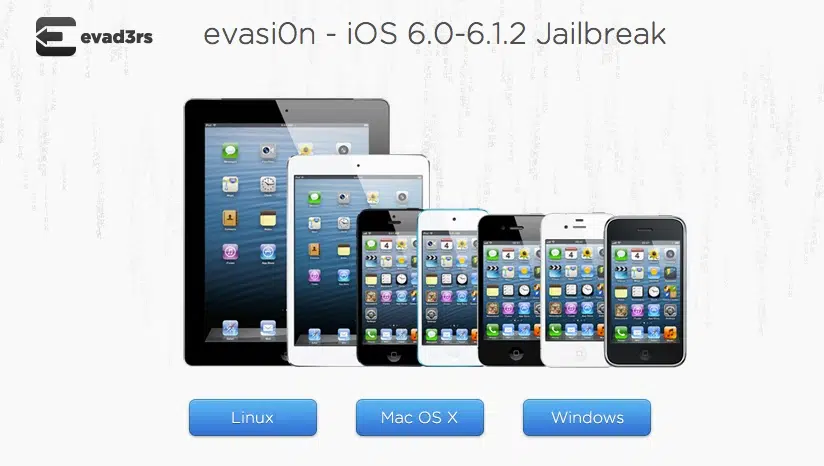 evad3rs
evasi0n - iOS 6.0-6.1.2 Jailbreak
Linux
Mac OS X
Windows